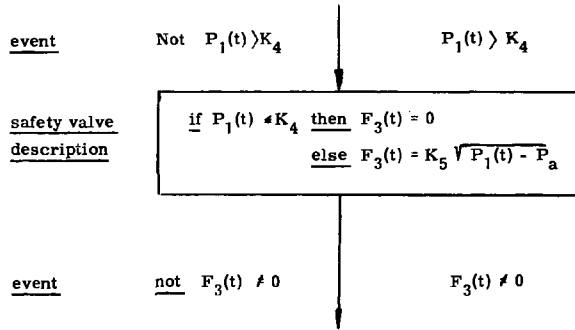 event Not P₁(t) > K₄ P₁(t) > K₄
safety valve if P₁(t) < K₄ then F₃(t) = 0
description else F₃(t) = K₅ √P₁(t) - Pₐ
event not F₃(t) ≠ 0 F₃(t) ≠ 0